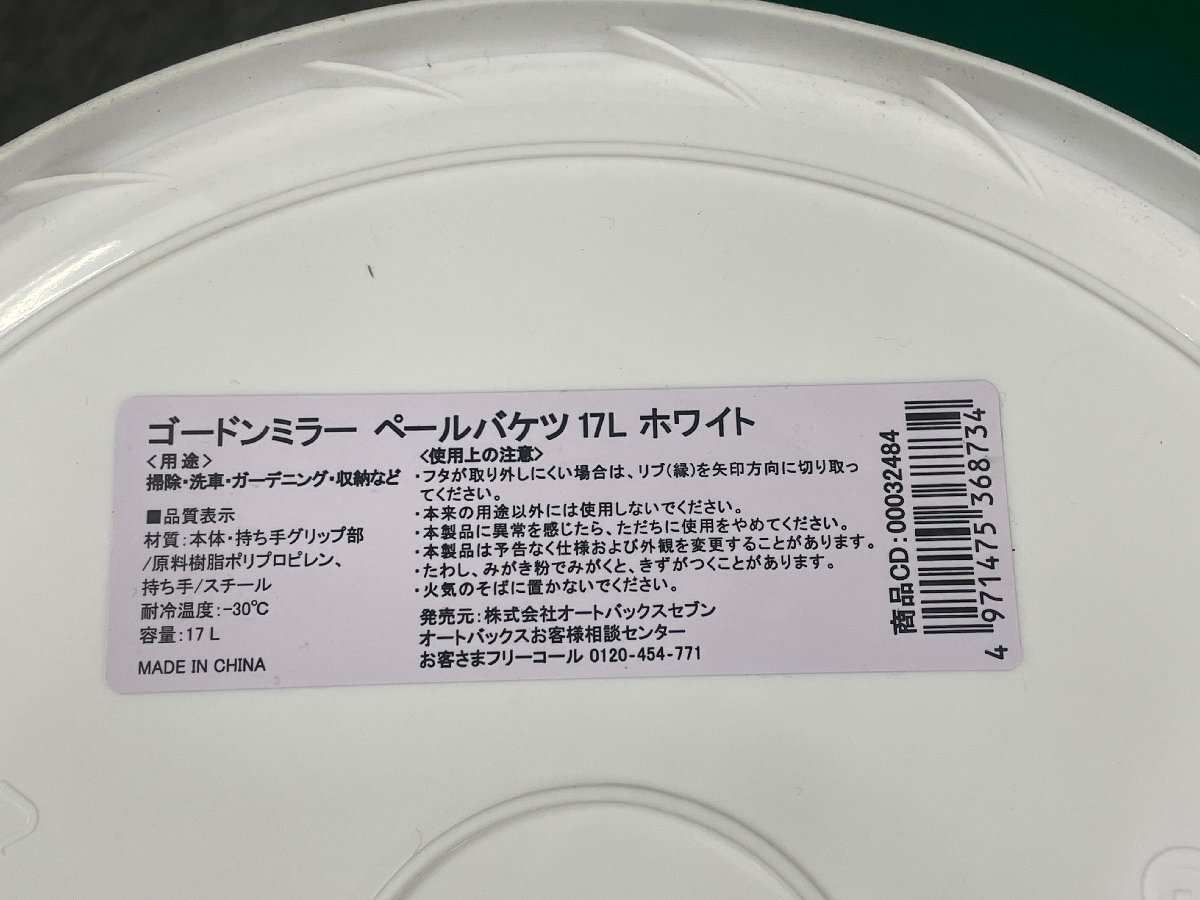 ゴードンミラー ペールバケツ 17L ホワイト
<用途>
掃除・洗車・ガーデニング・収納など
■品質表示
材質:本体・持ち手グリップ部
/原料樹脂ポリプロピレン、
持ち手/スチール
耐冷温度:-30℃
容量:17 L
MADE IN CHINA
<使用上の注意>
・フタが取り外しにくい場合は、リブ(縁)を矢印方向に切り取っ
てください。
・本来の用途以外には使用しないでください。
・本製品に異常を感じたら、ただちに使用をやめてください。
・本製品は予告なく仕様および外観を変更することがあります。
・たわし、みがき粉でみがくと、きずがつくことがあります。
・火気のそばに置かないでください。
発売元:株式会社オートバックスセブン
オートバックスお客様相談センター
お客さまフリーコール 0120-454-771
商品CD:00032484
4 971475 368734